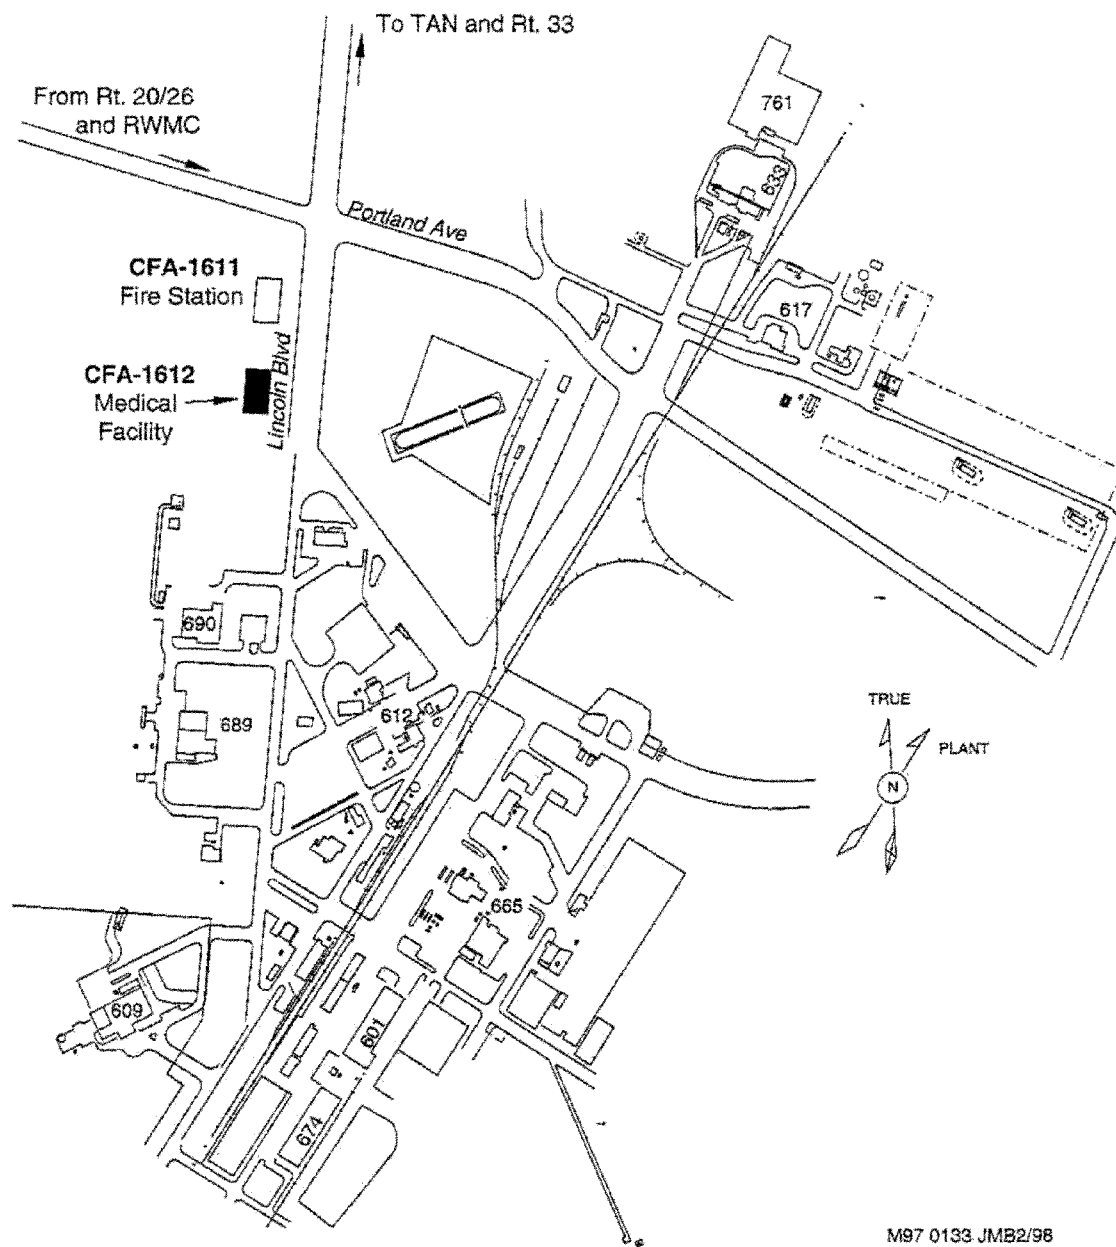 To TAN and Rt. 33
From Rt. 20/26
and RWMC
761
633
Portland Ave
CFA-1611
Fire Station
617
CFA-1612
Medical
Facility
Lincoln Blvd
690
689
612
TRUE
PLANT
N
665
609
601
674
M97 0133 JMB2/98